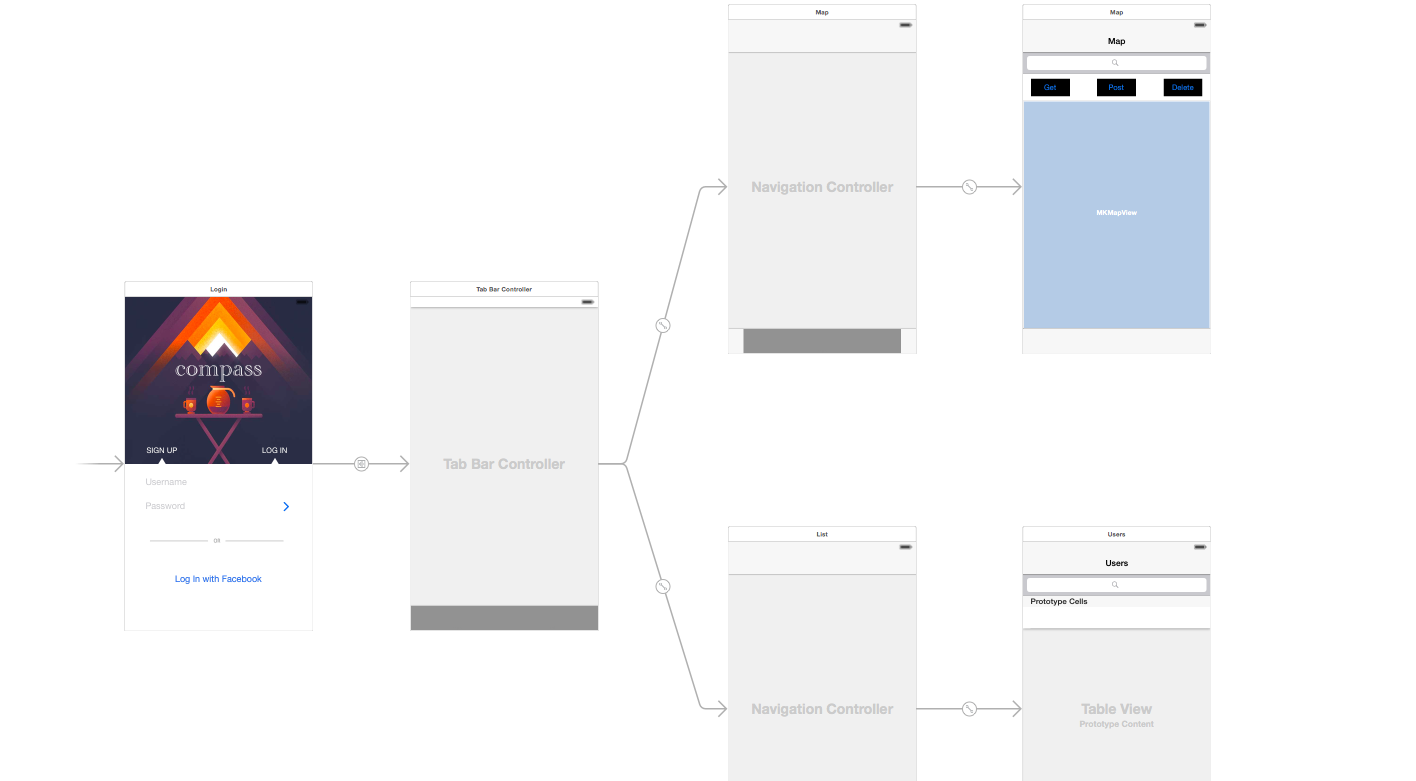 Map
Navigation Controller
Map
Map
Get Post Delete
MKMapView
Login
compass
SIGN UP LOG IN
Username
Password
OR
Log In with Facebook
Tab Bar Controller
Tab Bar Controller
List
Navigation Controller
Users
Users
Prototype Cells
Table View
Prototype Content